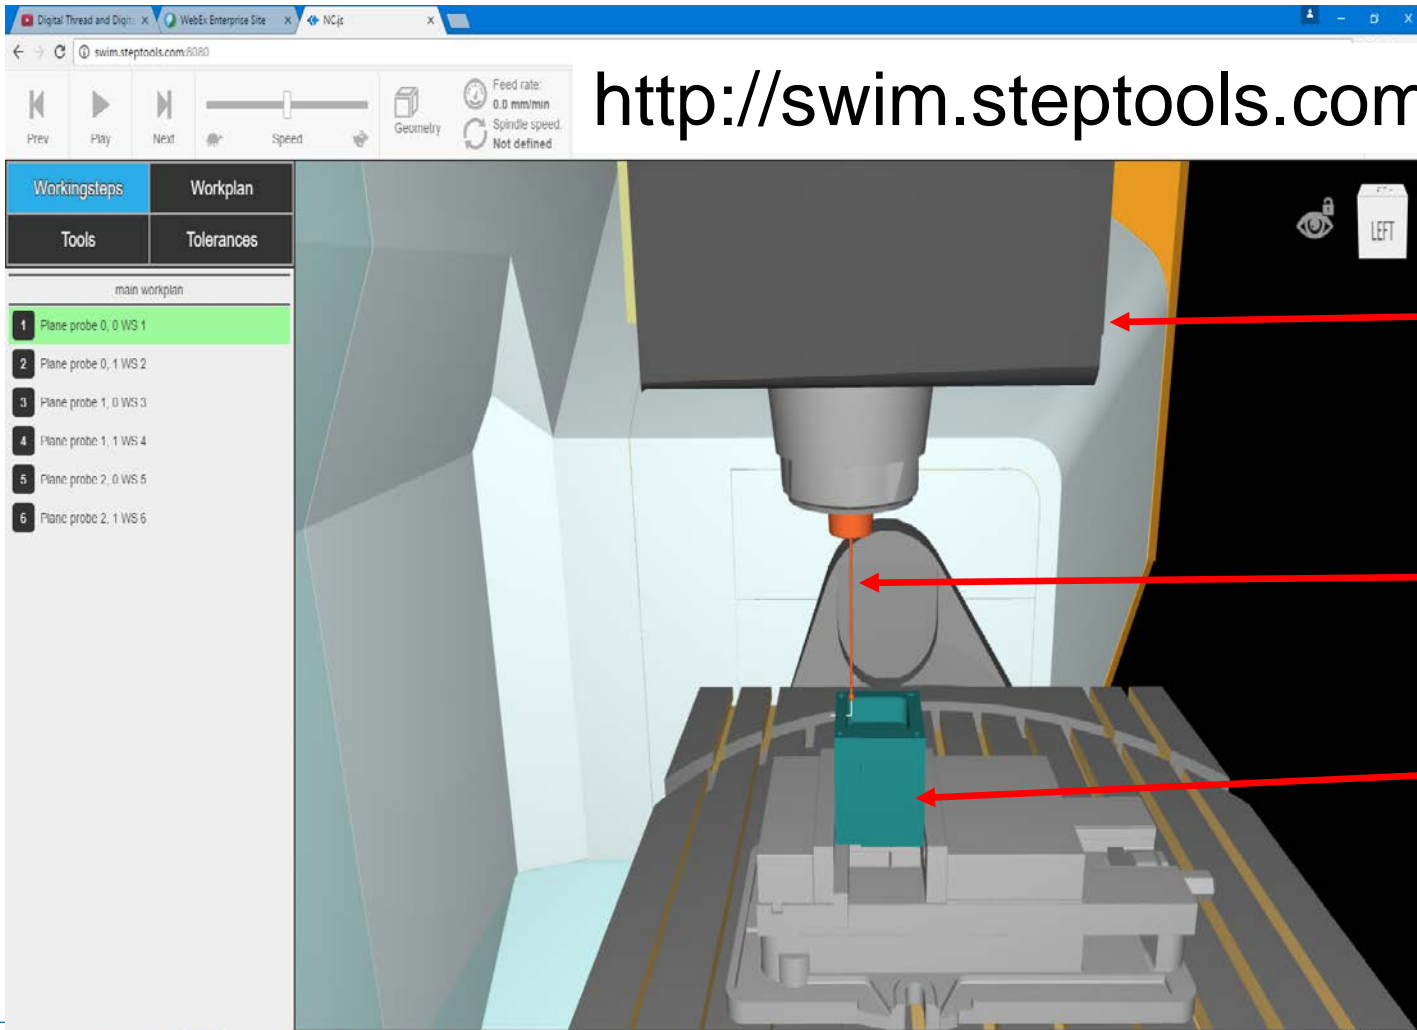 Digital Thread and Digit
WebEx Enterprise Site
NC.js
swim.steptools.com:8080
Prev
Play
Next
Speed
Geometry
Feed rate:
0.0 mm/min
Spindle speed.
Not defined
http://swim.steptools.com
Workingsteps
Workplan
Tools
Tolerances
LEFT
main workplan
1 Plane probe 0, 0 WS 1
2 Plane probe 0, 1 WS 2
3 Plane probe 1, 0 WS 3
4 Plane probe 1, 1 WS 4
5 Plane probe 2, 0 WS 5
6 Plane probe 2, 1 WS 6